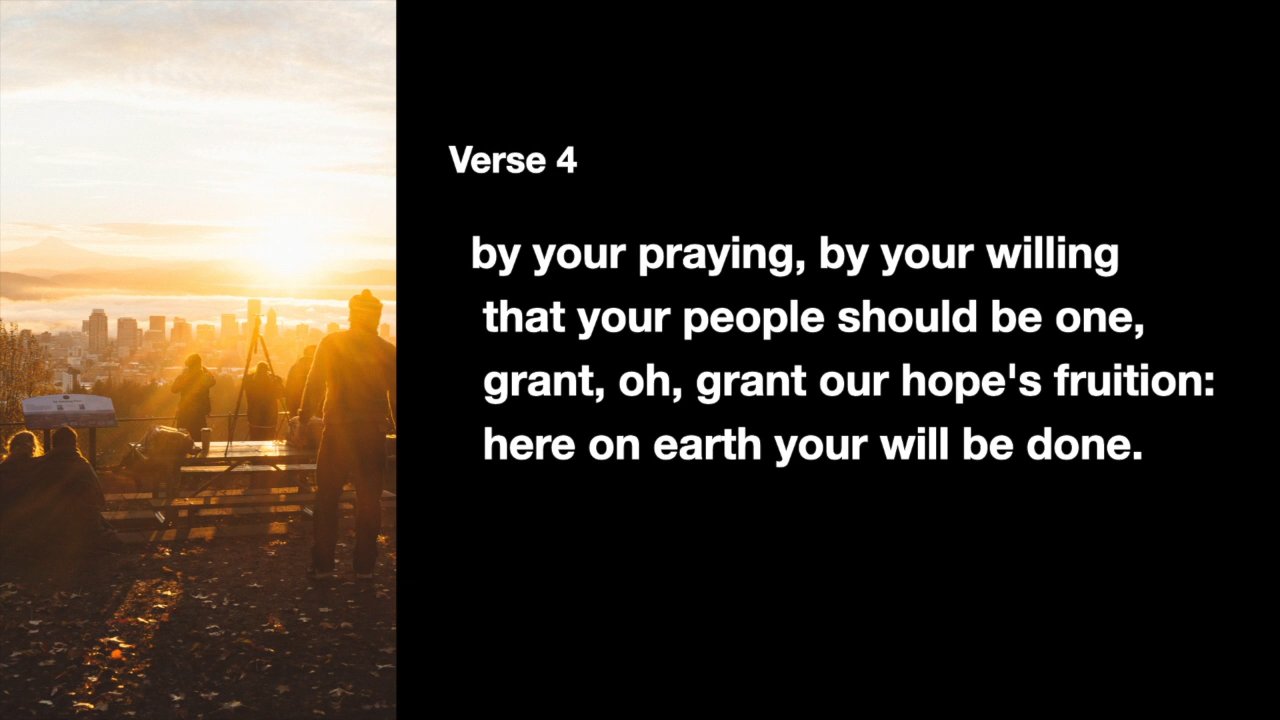 Verse 4
by your praying, by your willing
that your people should be one,
grant, oh, grant our hope's fruition:
here on earth your will be done.